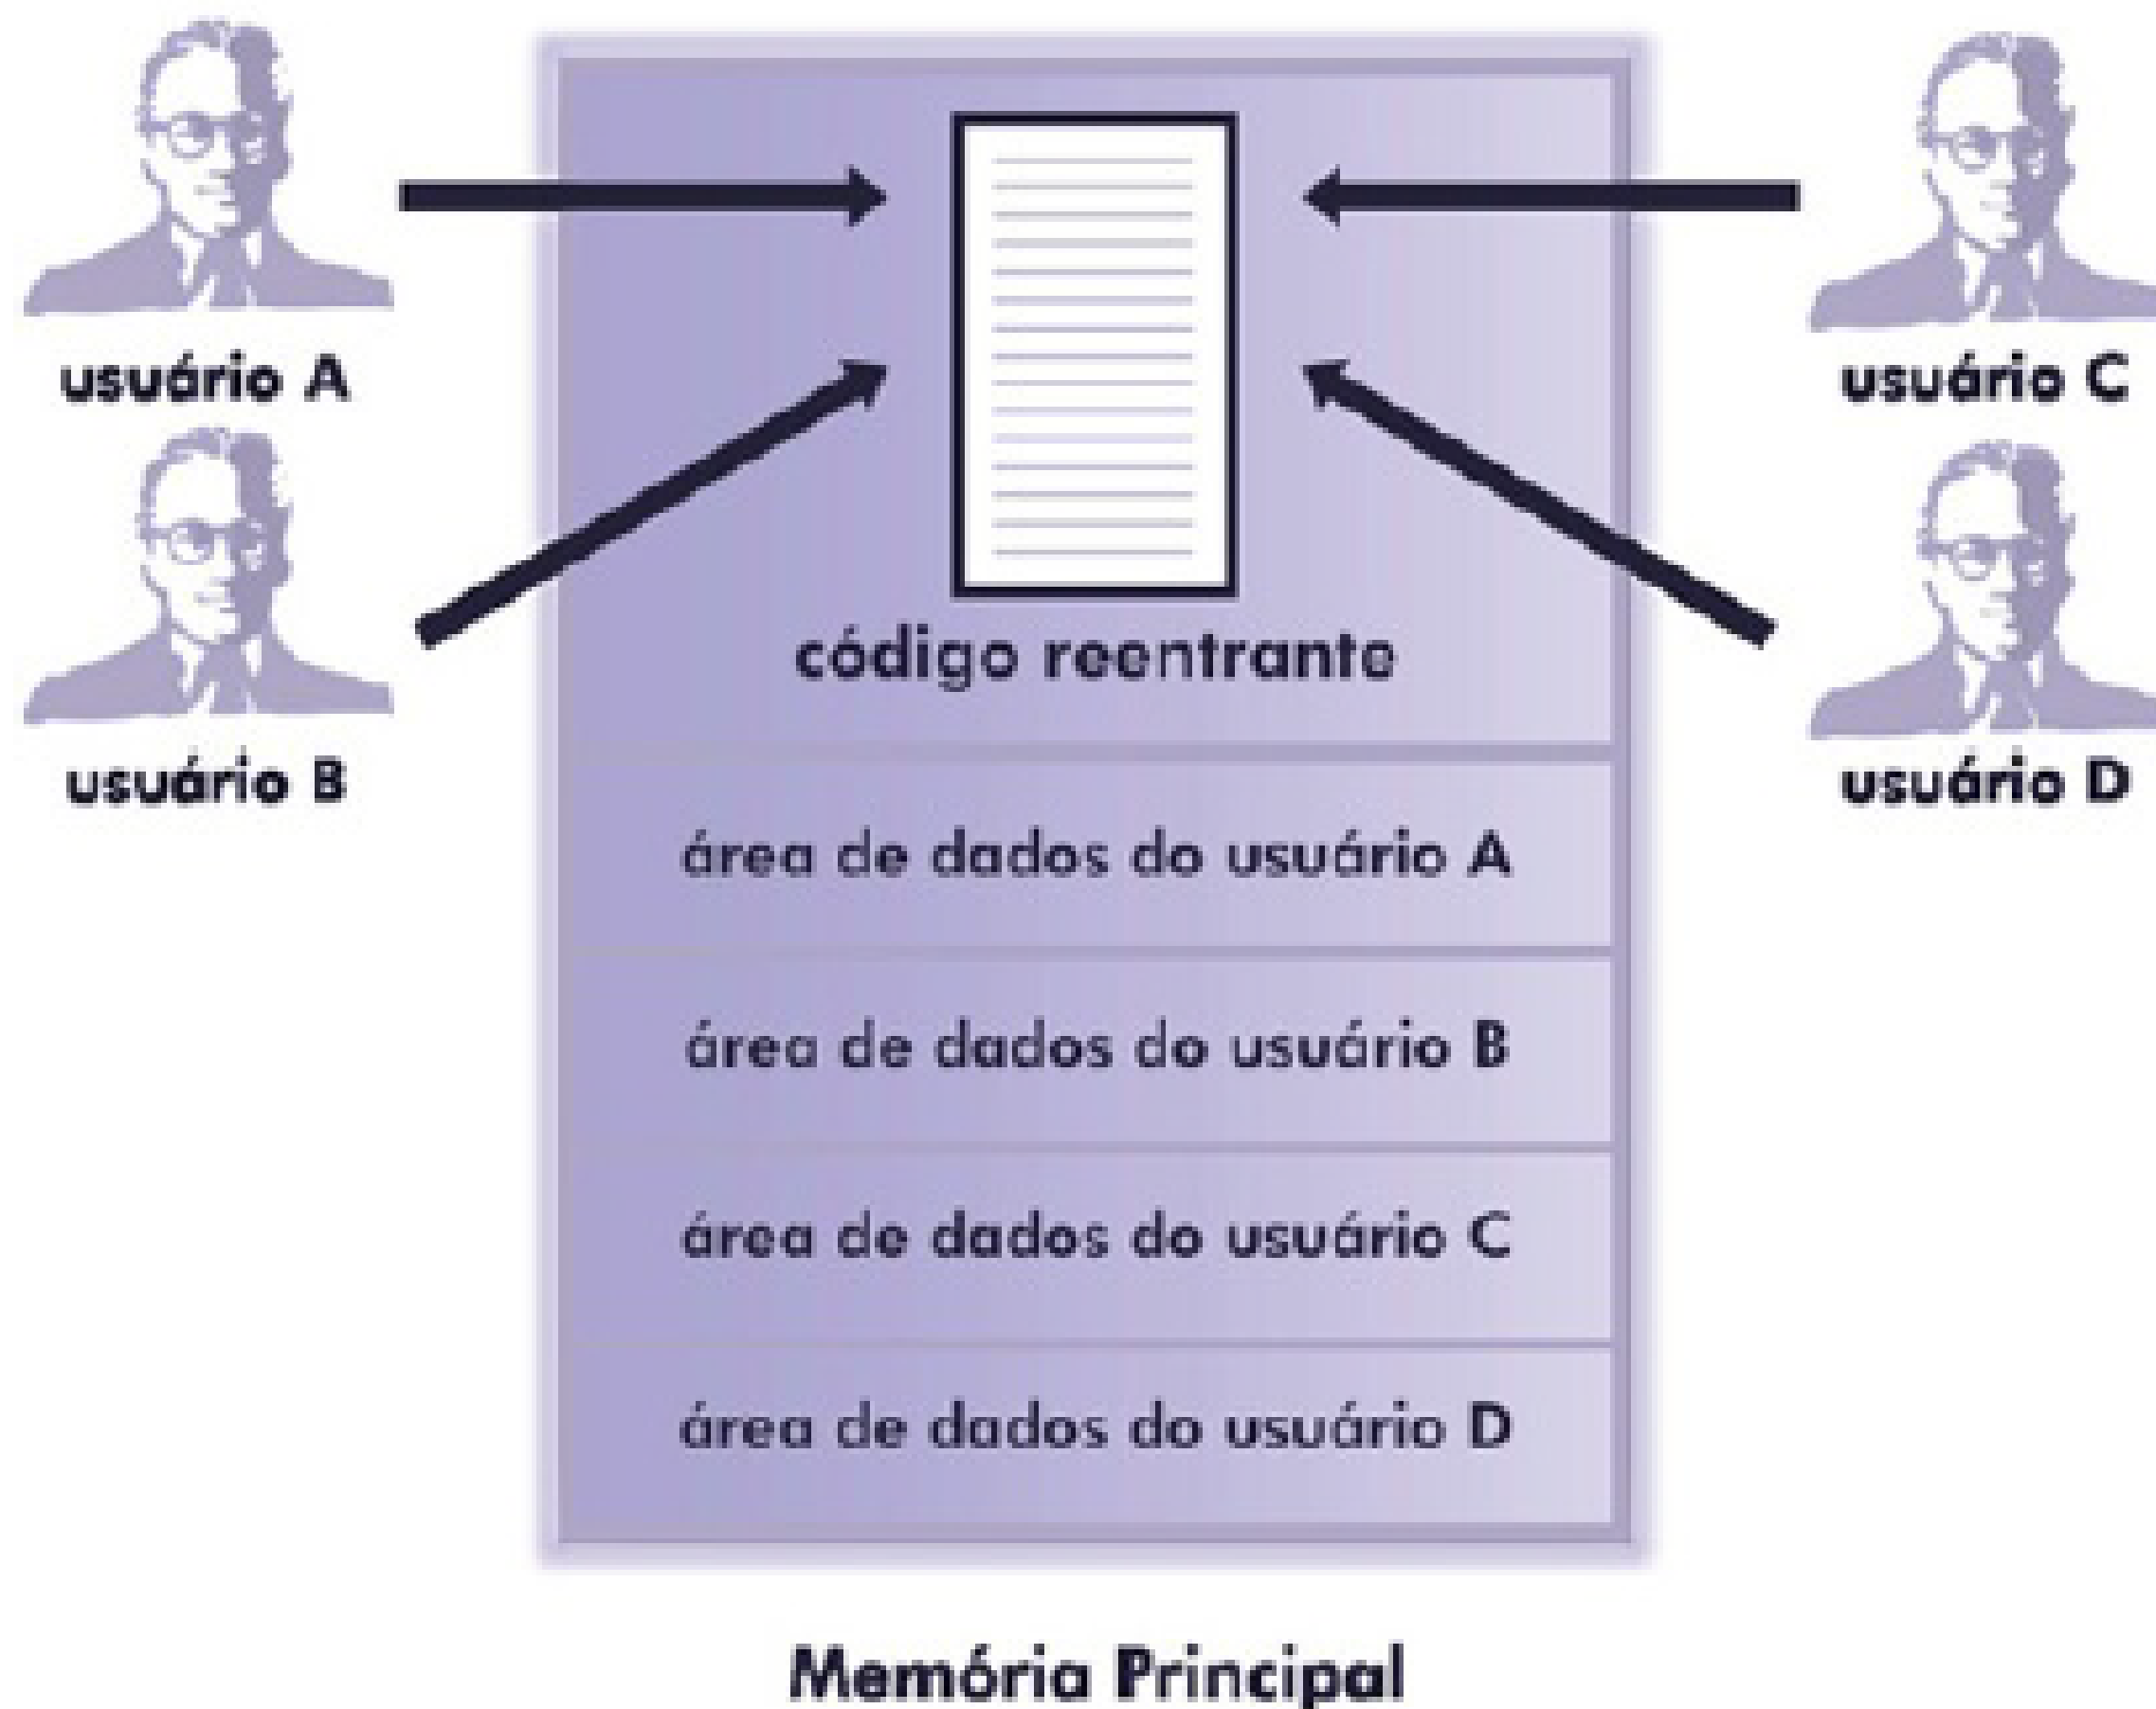 usuário A
usuário C
usuário B
usuário D
código reentrante
área de dados do usuário A
área de dados do usuário B
área de dados do usuário C
área de dados do usuário D
Memória Principal